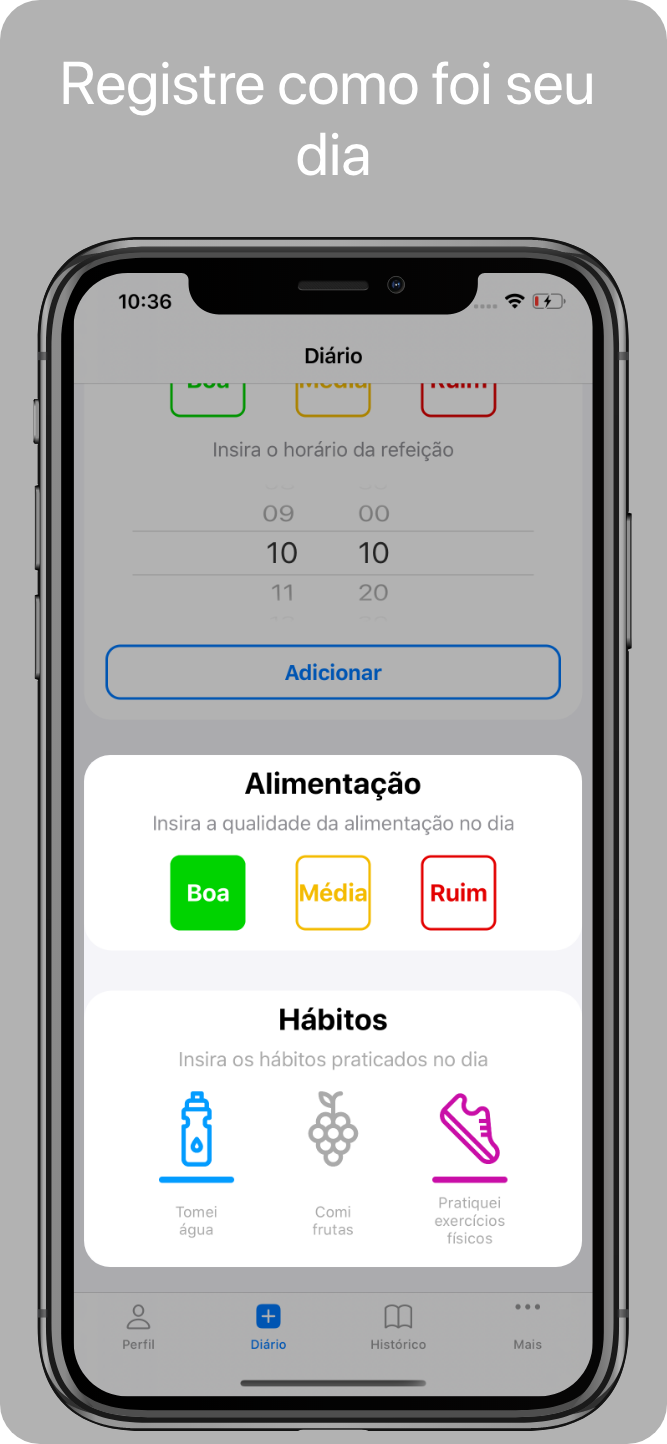 Registre como foi seu
dia
10:36
Diário
Boa Média Ruim
Insira o horário da refeição
09 00
10 10
11 20
Adicionar
Alimentação
Insira a qualidade da alimentação no dia
Boa Média Ruim
Hábitos
Insira os hábitos praticados no dia
Tomei
água
Comi
frutas
Pratiquei
exercícios
físicos
Perfil Diário Histórico Mais